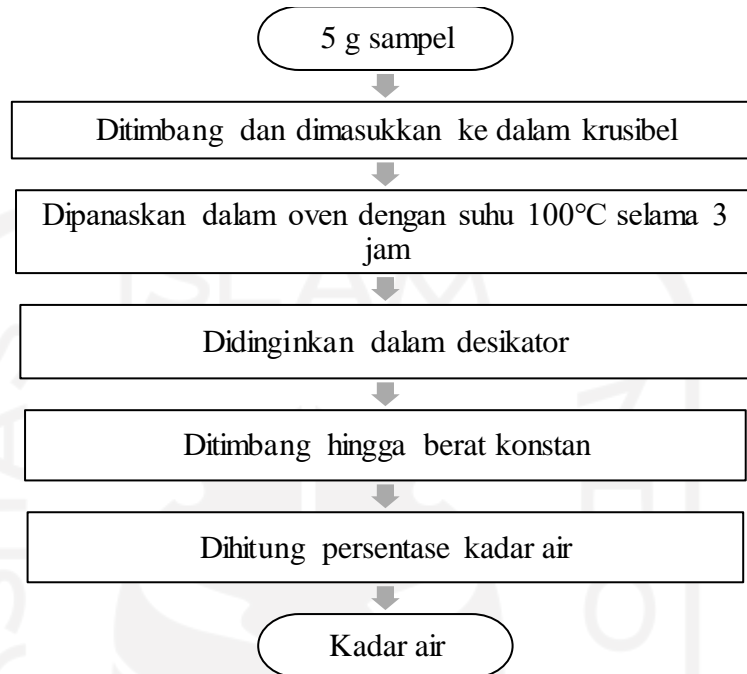 5 g sampel
Ditimbang dan dimasukkan ke dalam krusibel
Dipanaskan dalam oven dengan suhu 100°C selama 3
jam
ISLAM
Didinginkan dalam desikator
Ditimbang hingga berat konstan
Dihitung persentase kadar air
Kadar air